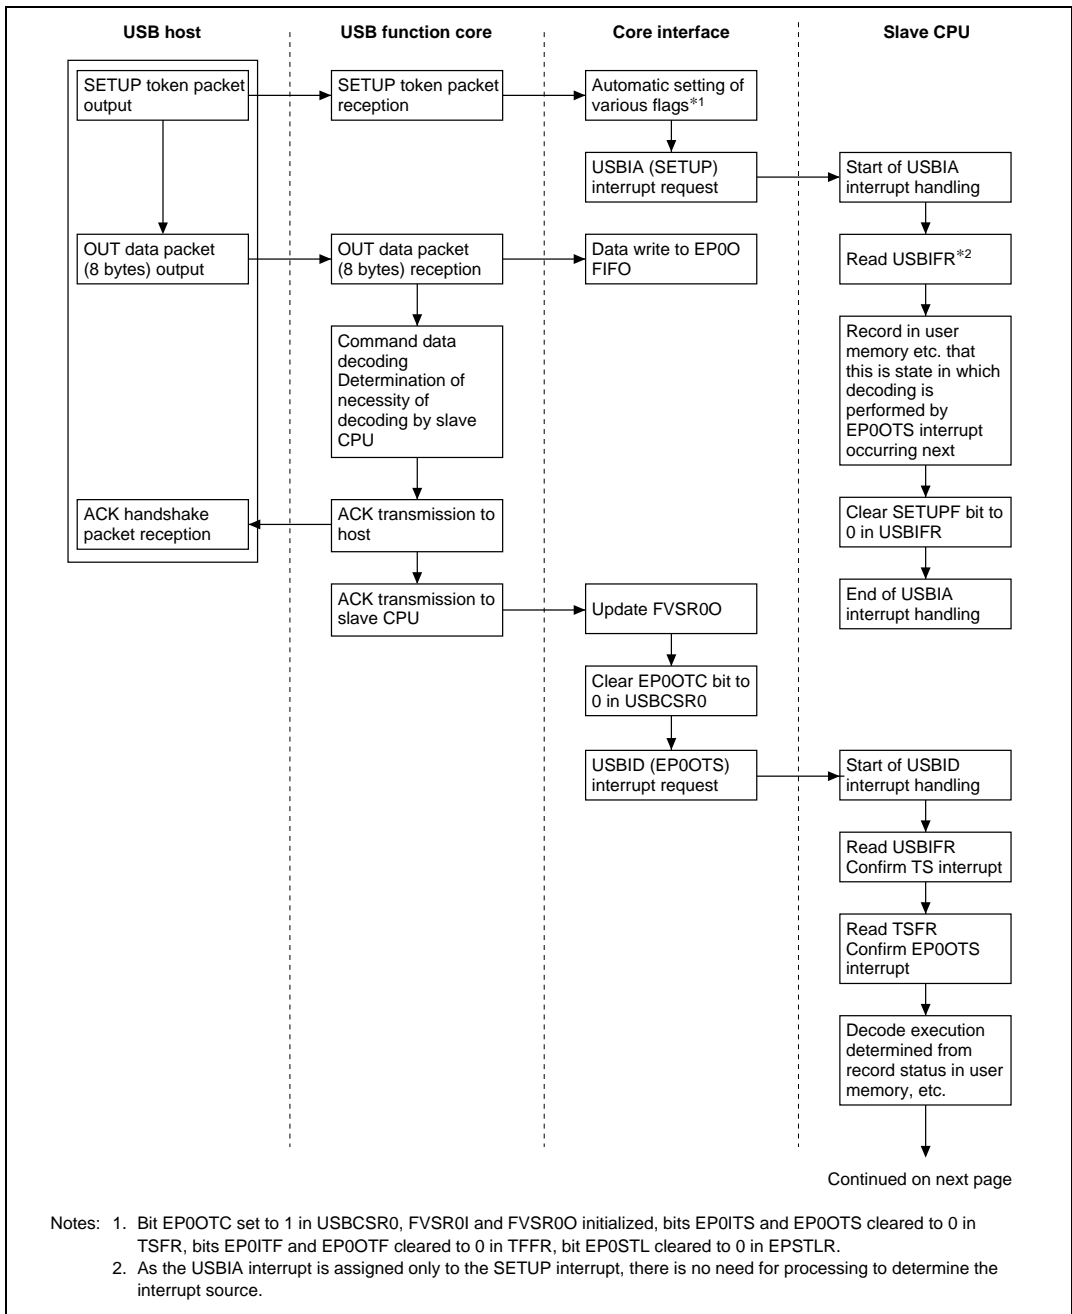 USB host
USB function core
Core interface
Slave CPU
SETUP token packet
output
SETUP token packet
reception
Automatic setting of
various flags*1
USBIA (SETUP)
interrupt request
Start of USBIA
interrupt handling
OUT data packet
(8 bytes) output
OUT data packet
(8 bytes) reception
Data write to EP0O
FIFO
Read USBIFR*2
Command data
decoding
Determination of
necessity of
decoding by slave
CPU
Record in user
memory etc. that
this is state in which
decoding is
performed by
EP0OTS interrupt
occurring next
ACK handshake
packet reception
ACK transmission to
host
Clear SETUPF bit to
0 in USBIFR
ACK transmission to
slave CPU
Update FVSR0O
End of USBIA
interrupt handling
Clear EP0OTC bit to
0 in USBCSR0
USBID (EP0OTS)
interrupt request
Start of USBID
interrupt handling
Read USBIFR
Confirm TS interrupt
Read TSFR
Confirm EP0OTS
interrupt
Decode execution
determined from
record status in user
memory, etc.
Continued on next page
Notes: 1. Bit EP0OTC set to 1 in USBCSR0, FVSR0I and FVSR0O initialized, bits EP0ITS and EP0OTS cleared to 0 in
TSFR, bits EP0ITF and EP0OTF cleared to 0 in TFFR, bit EP0STL cleared to 0 in EPSTLR.
2. As the USBIA interrupt is assigned only to the SETUP interrupt, there is no need for processing to determine the
interrupt source.